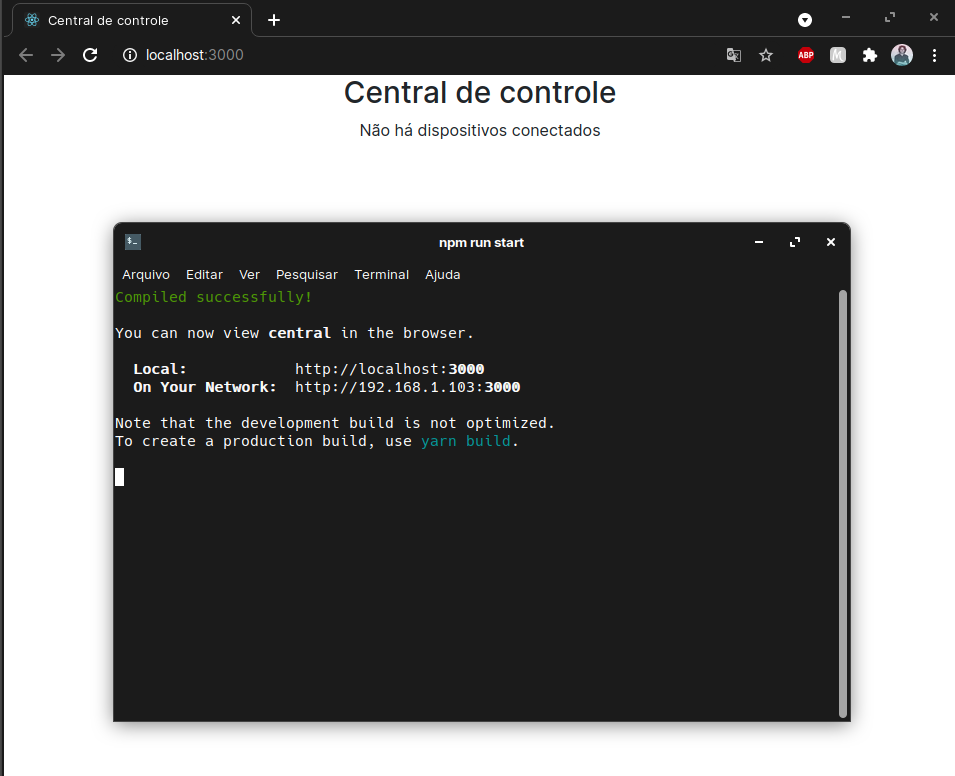 Central de controle
localhost:3000
ABP
Central de controle
Não há dispositivos conectados
$_
npm run start
Arquivo Editar Ver Pesquisar Terminal Ajuda
Compiled successfully!
You can now view central in the browser.
Local: http://localhost:3000
On Your Network: http://192.168.1.103:3000
Note that the development build is not optimized.
To create a production build, use yarn build.